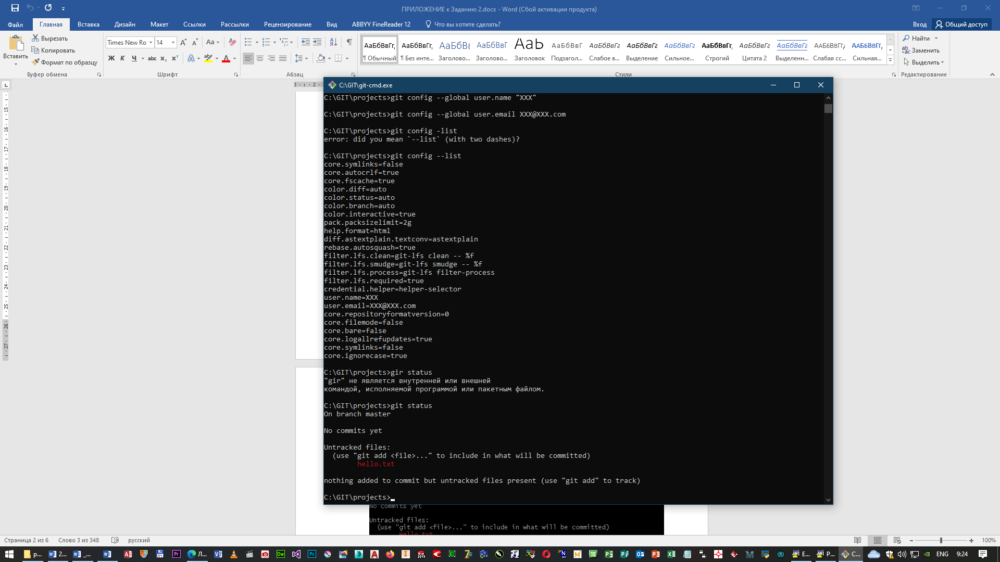 ПРИЛОЖЕНИЕ к Заданию 2.docx - Word (Сбой активации продукта)
Файл
Главная
Вставка
Дизайн
Макет
Ссылки
Рассылки
Рецензирование
Вид
ABBYY FineReader 12
Что вы хотите сделать?
Вход
Общий доступ
Вставить
Вырезать
Копировать
Формат по образцу
Буфер обмена
Times New Ro
14
Шрифт
Абзац
АаБбВвГг,
АаБбВвГг,
АаБбВ
АаБбВвГ
АаЬ
АаБбВвГ
АаБбВвГг
АаБбВвГг
АаБбВвГг
АаБбВвГг,
АаБбВвГг
АаБбВвГг
АаБбВвГг,
АаБбВвГг,
¶ Обычный
¶ Без инте...
Заголово...
Заголово...
Заголовок
Подзагол...
Слабое в...
Выделение
Сильное...
Строгий
Цитата 2
Выделенн...
Слабая сс...
Сильная...
Стили
Найти
Заменить
Выделить
Редактирование
C:\GIT\git-cmd.exe
C:\GIT\projects>git config --global user.name "XXX"
C:\GIT\projects>git config --global user.email XXX@XXX.com
C:\GIT\projects>git config -list
error: did you mean `--list` (with two dashes)?
C:\GIT\projects>git config --list
core.symlinks=false
core.autocrlf=true
core.fscache=true
color.diff=auto
color.status=auto
color.branch=auto
color.interactive=true
pack.packsizelimit=2g
help.format=html
diff.astextplain.textconv=astextplain
rebase.autosquash=true
filter.lfs.clean=git-lfs clean -- %f
filter.lfs.smudge=git-lfs smudge -- %f
filter.lfs.process=git-lfs filter-process
filter.lfs.required=true
credential.helper=helper-selector
user.name=XXX
user.email=XXX@XXX.com
core.repositoryformatversion=0
core.filemode=false
core.bare=false
core.logallrefupdates=true
core.symlinks=false
core.ignorecase=true
C:\GIT\projects>gir status
"gir" не является внутренней или внешней
командой, исполняемой программой или пакетным файлом.
C:\GIT\projects>git status
On branch master
No commits yet
Untracked files:
(use "git add <file>..." to include in what will be committed)
hello.txt
nothing added to commit but untracked files present (use "git add" to track)
C:\GIT\projects>
No commits yet
Untracked files:
(use "git add <file>..." to include in what will be committed)
Hello.txt
Страница 2 из 6
Слово 3 из 348
русский
100%
p...
2...
_...
Л...
E...
P...
C...
ENG
9:24